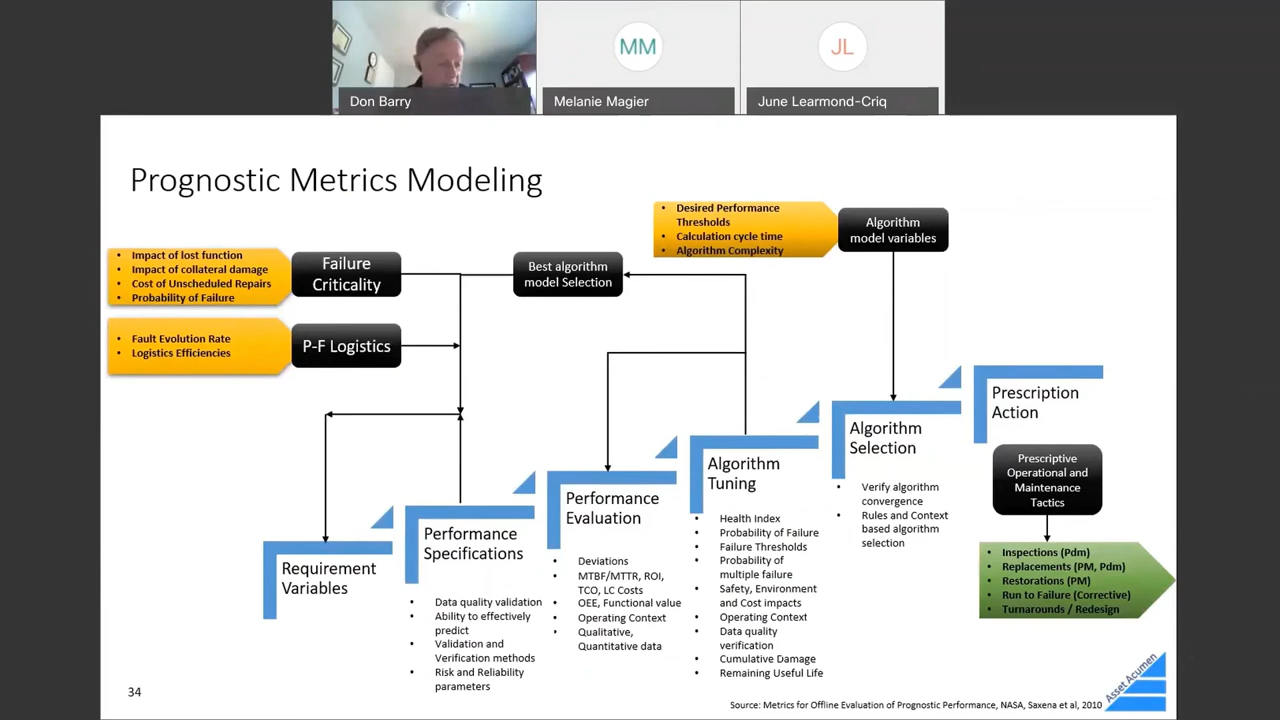 MM
JL
Don Barry
Melanie Magier
June Learmond-Criq
Prognostic Metrics Modeling
• Desired Performance
Thresholds
• Calculation cycle time
• Algorithm Complexity
Algorithm
model variables
• Impact of lost function
• Impact of collateral damage
• Cost of Unscheduled Repairs
• Probability of Failure
Failure
Criticality
Best algorithm
model Selection
• Fault Evolution Rate
• Logistics Efficiencies
P-F Logistics
Requirement
Variables
Performance
Specifications
• Data quality validation
• Ability to effectively
predict
• Validation and
Verification methods
• Risk and Reliability
parameters
Performance
Evaluation
• Deviations
• MTBF/MTTR, ROI,
TCO, LC Costs
• OEE, Functional value
• Operating Context
• Qualitative,
Quantitative data
Algorithm
Tuning
• Health Index
• Probability of Failure
• Failure Thresholds
• Probability of
multiple failure
• Safety, Environment
and Cost impacts
• Operating Context
• Data quality
verification
• Cumulative Damage
• Remaining Useful Life
Algorithm
Selection
• Verify algorithm
convergence
• Rules and Context
based algorithm
selection
Prescription
Action
Prescriptive
Operational and
Maintenance
Tactics
• Inspections (Pdm)
• Replacements (PM, Pdm)
• Restorations (PM)
• Run to Failure (Corrective)
• Turnarounds / Redesign
34
Source: Metrics for Offline Evaluation of Prognostic Performance, NASA, Saxena et al, 2010
Asset Acumen